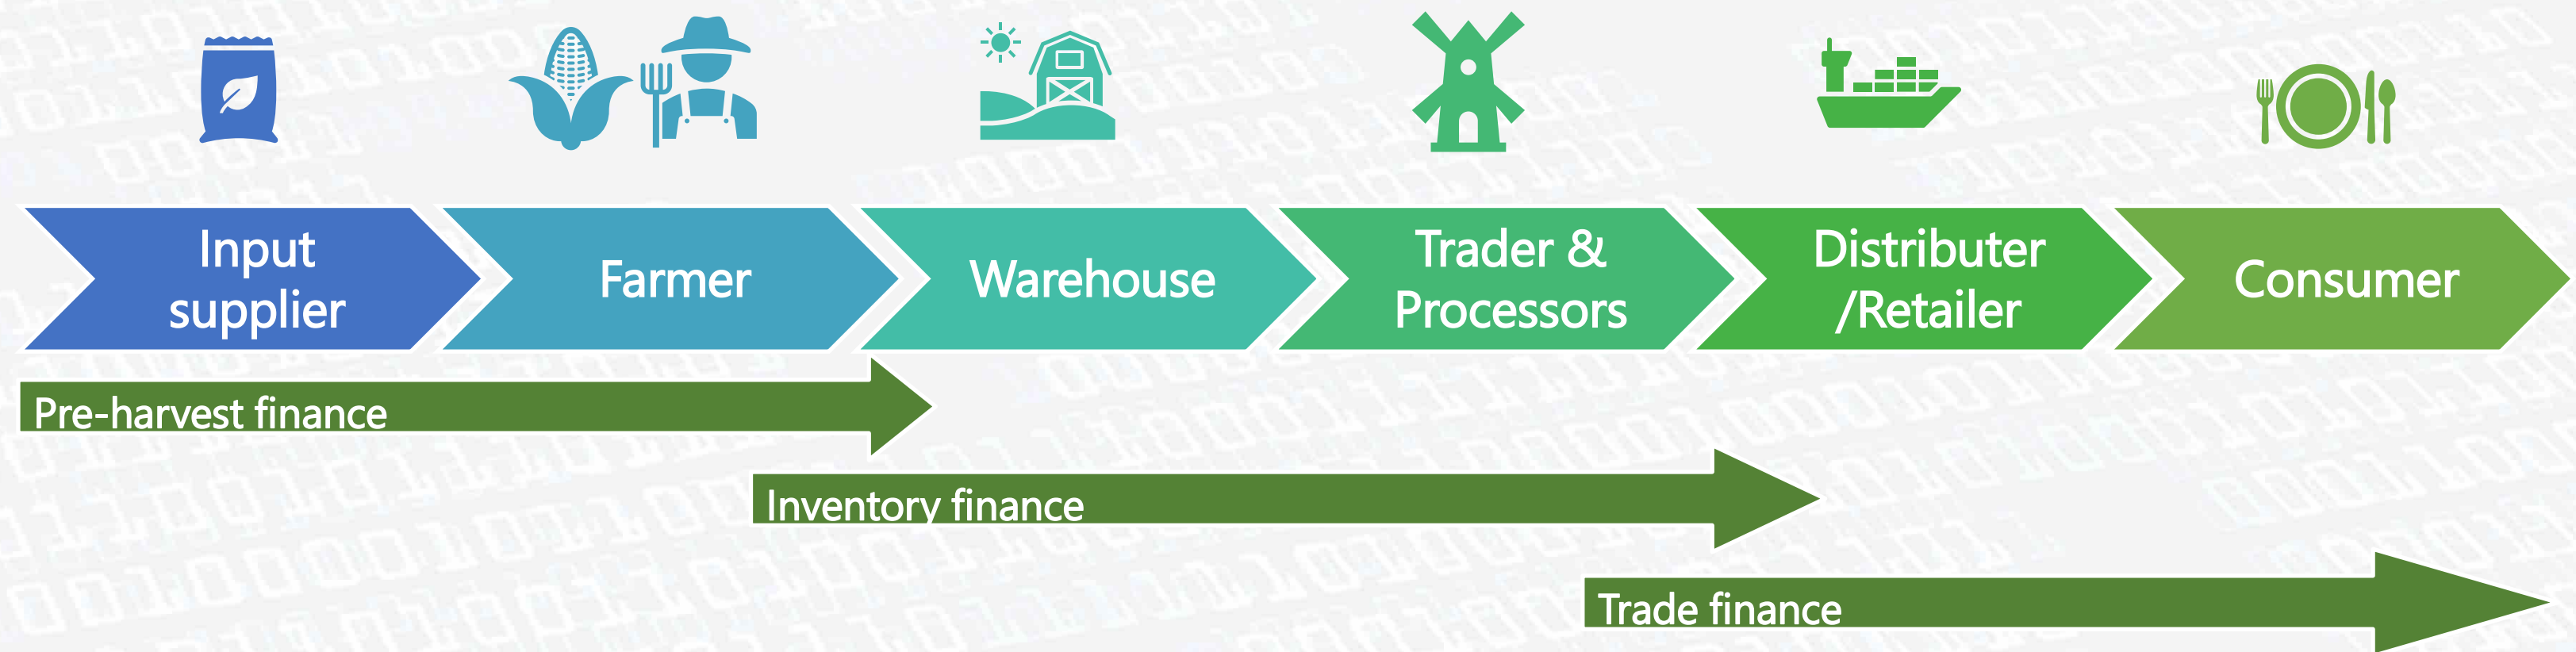 Input
supplier
Farmer
Warehouse
Trader &
Processors
Distributer
/Retailer
Consumer
Pre-harvest finance
Inventory finance
Trade finance